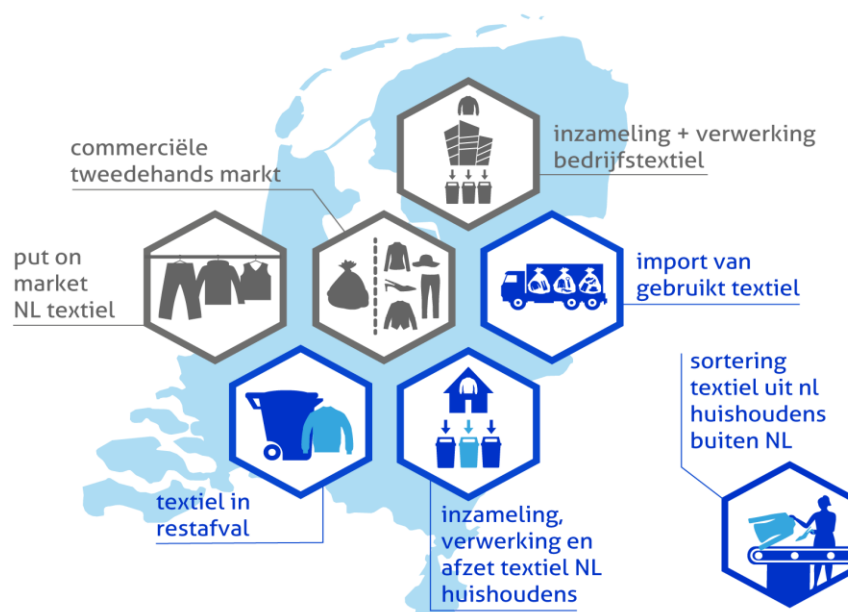 inzameling + verwerking
bedrijfstextiel
commerciële
tweedehands markt
put on
market
NL textiel
import van
gebruikt textiel
sortering
textiel uit nl
huishoudens
buiten NL
textiel in
restafval
inzameling,
verwerking en
afzet textiel NL
huishoudens